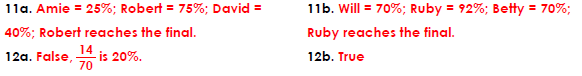 11a. Amie = 25%; Robert = 75%; David =
40%; Robert reaches the final.
12a. False, 14/70 is 20%.
11b. Will = 70%; Ruby = 92%; Betty = 70%;
Ruby reaches the final.
12b. True